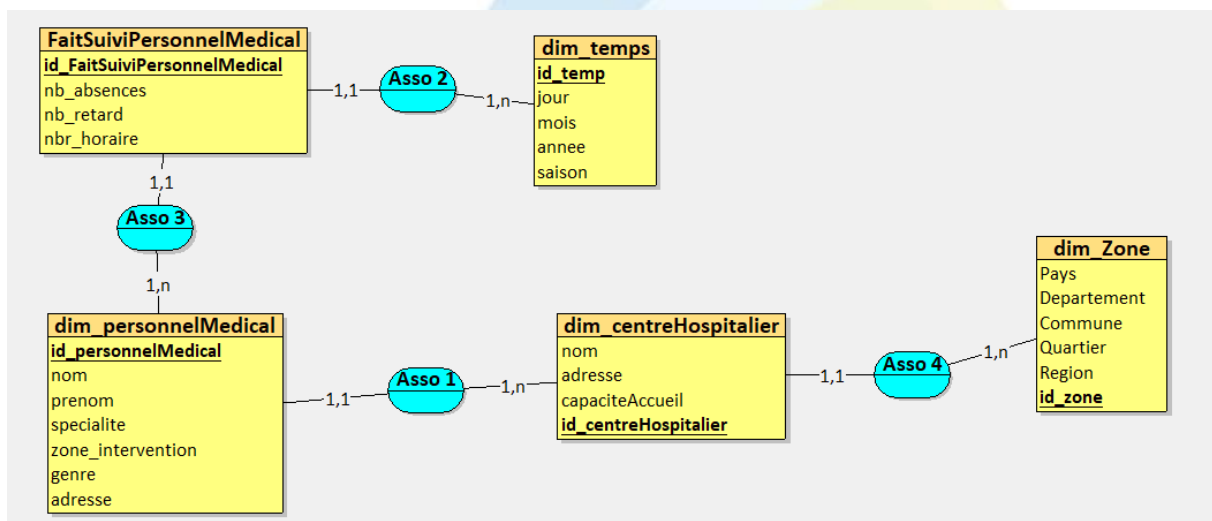 FaitSuiviPersonnelMedical
id_FaitSuiviPersonnelMedical
nb_absences
nb_retard
nbr_horaire
1,1
Asso 2
1,n
dim_temps
id_temp
jour
mois
annee
saison
1,1
Asso 3
1,n
dim_personnelMedical
id_personnelMedical
nom
prenom
specialite
zone_intervention
genre
adresse
1,1
Asso 1
1,n
dim_centreHospitalier
nom
adresse
capaciteAccueil
id_centreHospitalier
1,1
Asso 4
1,n
dim_Zone
Pays
Departement
Commune
Quartier
Region
id_zone